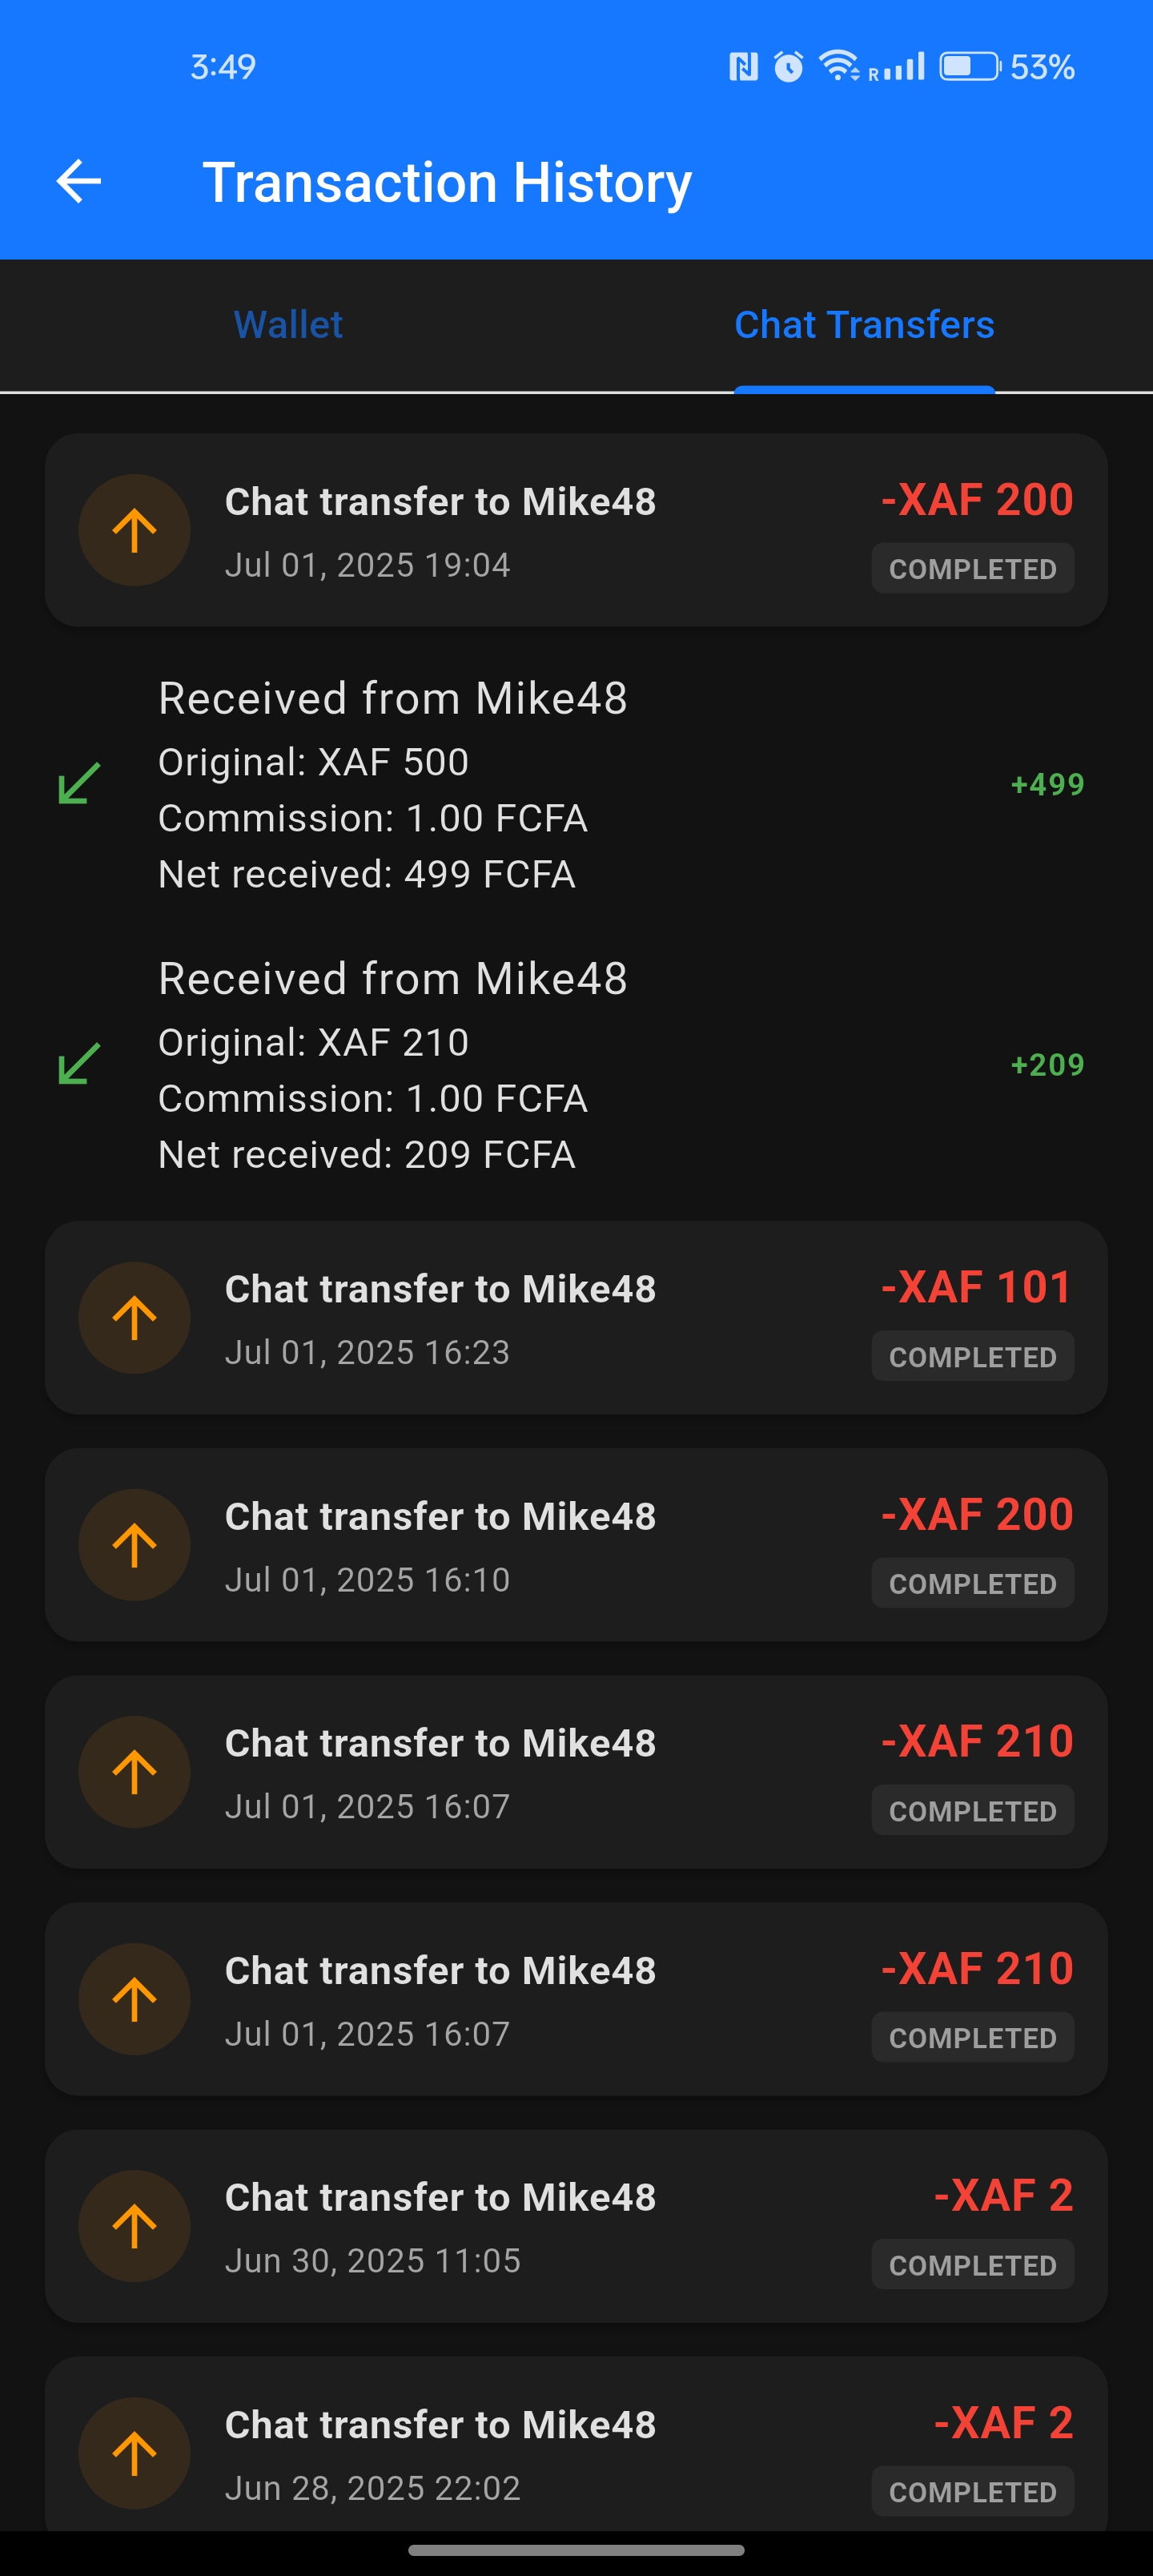 3:49
R
53%
Transaction History
Wallet
Chat Transfers
Chat transfer to Mike48
-XAF 200
Jul 01, 2025 19:04
COMPLETED
Received from Mike48
Original: XAF 500
Commission: 1.00 FCFA
Net received: 499 FCFA
+499
Received from Mike48
Original: XAF 210
Commission: 1.00 FCFA
Net received: 209 FCFA
+209
Chat transfer to Mike48
-XAF 101
Jul 01, 2025 16:23
COMPLETED
Chat transfer to Mike48
-XAF 200
Jul 01, 2025 16:10
COMPLETED
Chat transfer to Mike48
-XAF 210
Jul 01, 2025 16:07
COMPLETED
Chat transfer to Mike48
-XAF 210
Jul 01, 2025 16:07
COMPLETED
Chat transfer to Mike48
-XAF 2
Jun 30, 2025 11:05
COMPLETED
Chat transfer to Mike48
-XAF 2
Jun 28, 2025 22:02
COMPLETED